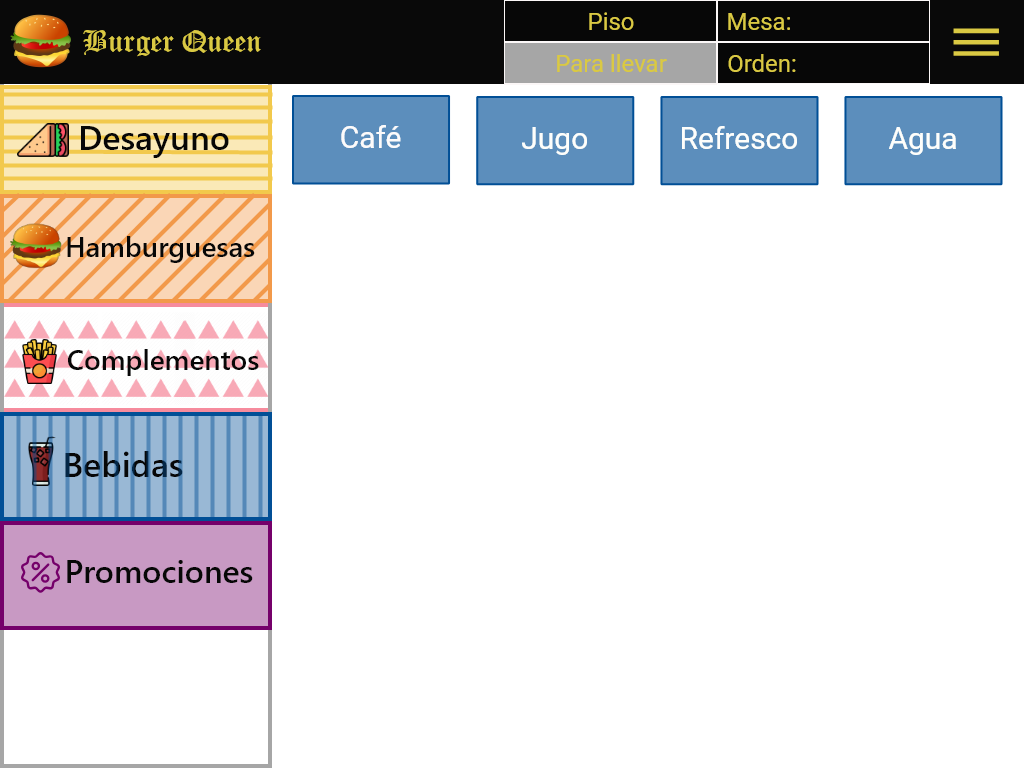 Burger Queen
Piso
Mesa:
Para llevar
Orden:
Desayuno
Café
Jugo
Refresco
Agua
Hamburguesas
Complementos
Bebidas
Promociones